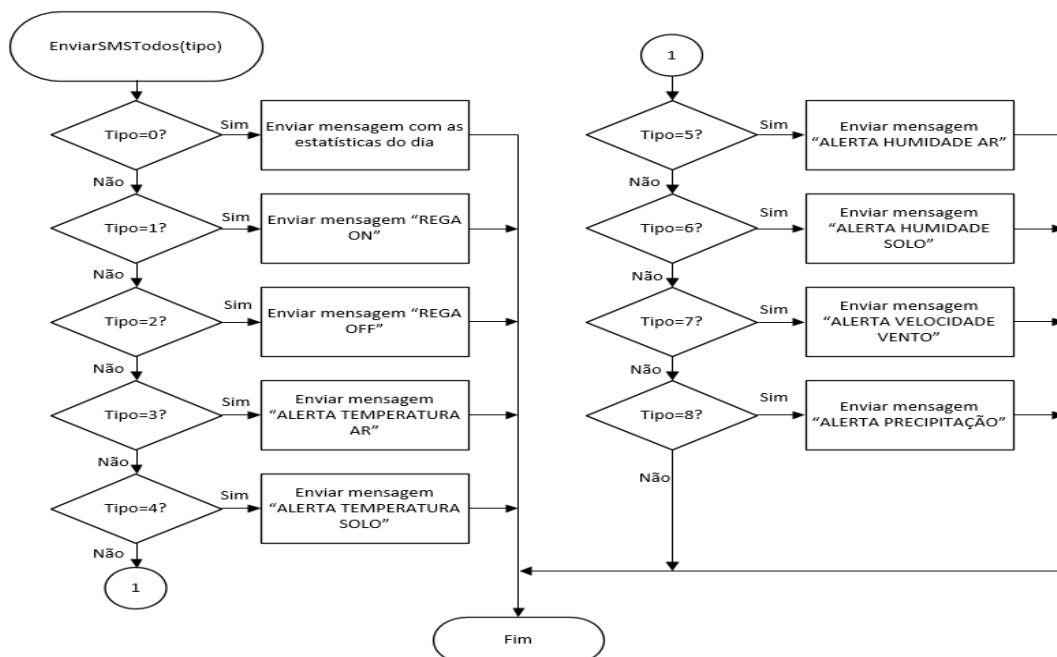 EnviarSMSTodos(tipo)
Tipo=0?
Sim
Enviar mensagem com as
estatísticas do dia
Não
Tipo=1?
Sim
Enviar mensagem “REGA
ON”
Não
Tipo=2?
Sim
Enviar mensagem “REGA
OFF”
Não
Tipo=3?
Sim
Enviar mensagem
“ALERTA TEMPERATURA
AR”
Não
Tipo=4?
Sim
Enviar mensagem
“ALERTA TEMPERATURA
SOLO”
Não
1
1
Tipo=5?
Sim
Enviar mensagem
“ALERTA HUMIDADE AR”
Não
Tipo=6?
Sim
Enviar mensagem
“ALERTA HUMIDADE
SOLO”
Não
Tipo=7?
Sim
Enviar mensagem
“ALERTA VELOCIDADE
VENTO”
Não
Tipo=8?
Sim
Enviar mensagem
“ALERTA PRECIPITAÇÃO”
Não
Fim